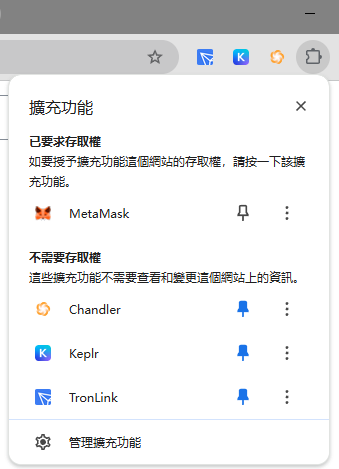 擴充功能
已要求存取權
如要授予擴充功能這個網站的存取權，請按一下該擴
充功能。
MetaMask
不需要存取權
這些擴充功能不需要查看和變更這個網站上的資訊。
Chandler
Keplr
TronLink
管理擴充功能